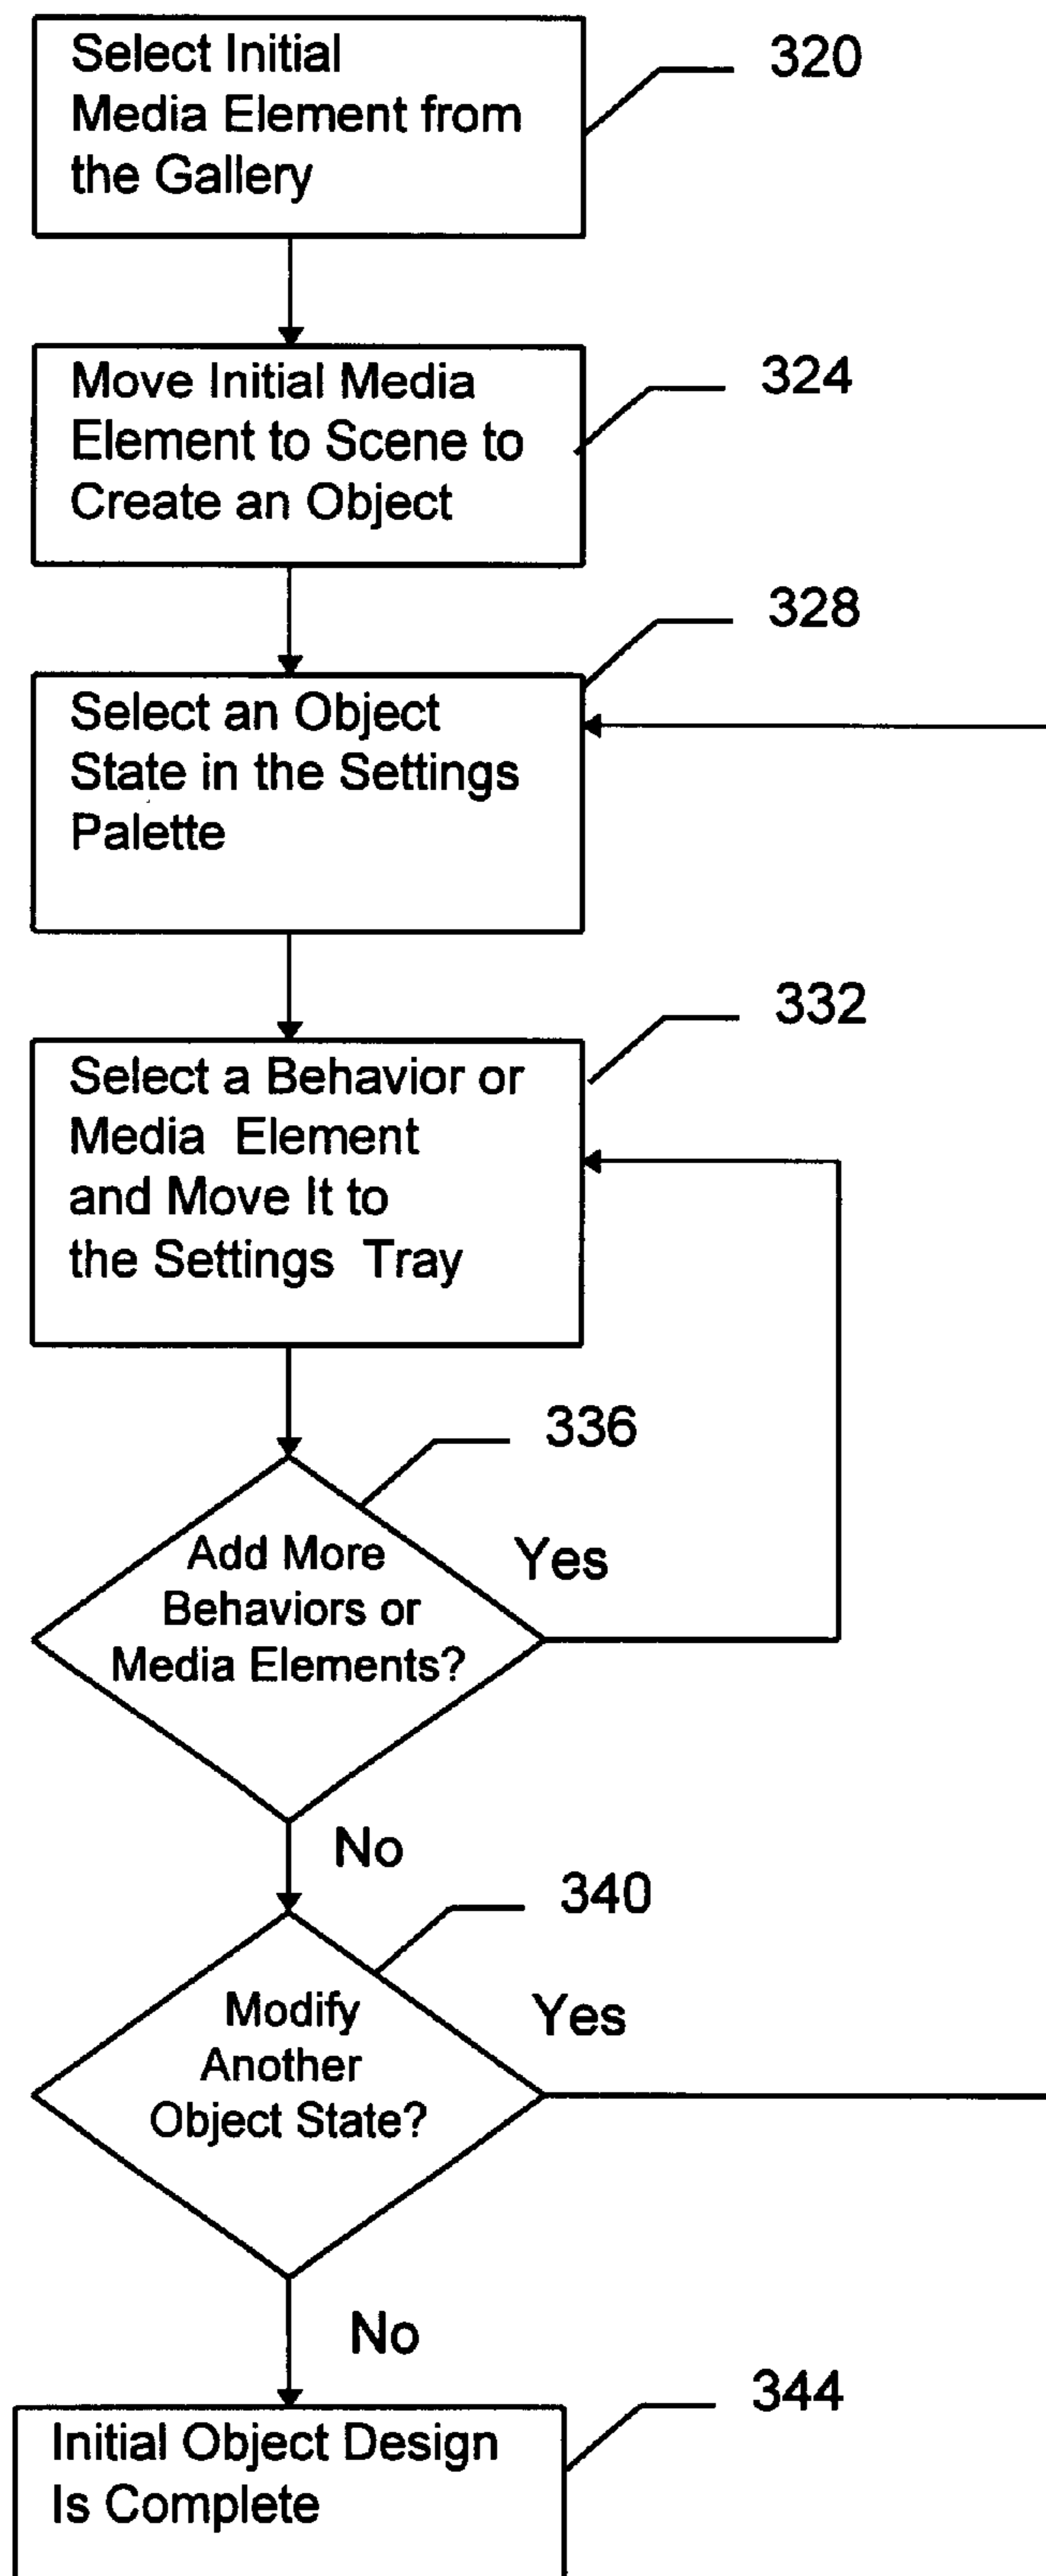 Select Initial
Media Element from
the Gallery
320
Move Initial Media
Element to Scene to
Create an Object
324
Select an Object
State in the Settings
Palette
328
Select a Behavior or
Media Element
and Move It to
the Settings Tray
332
Add More
Behaviors or
Media Elements?
336
Yes
No
Modify
Another
Object State?
340
Yes
No
Initial Object Design
Is Complete
344